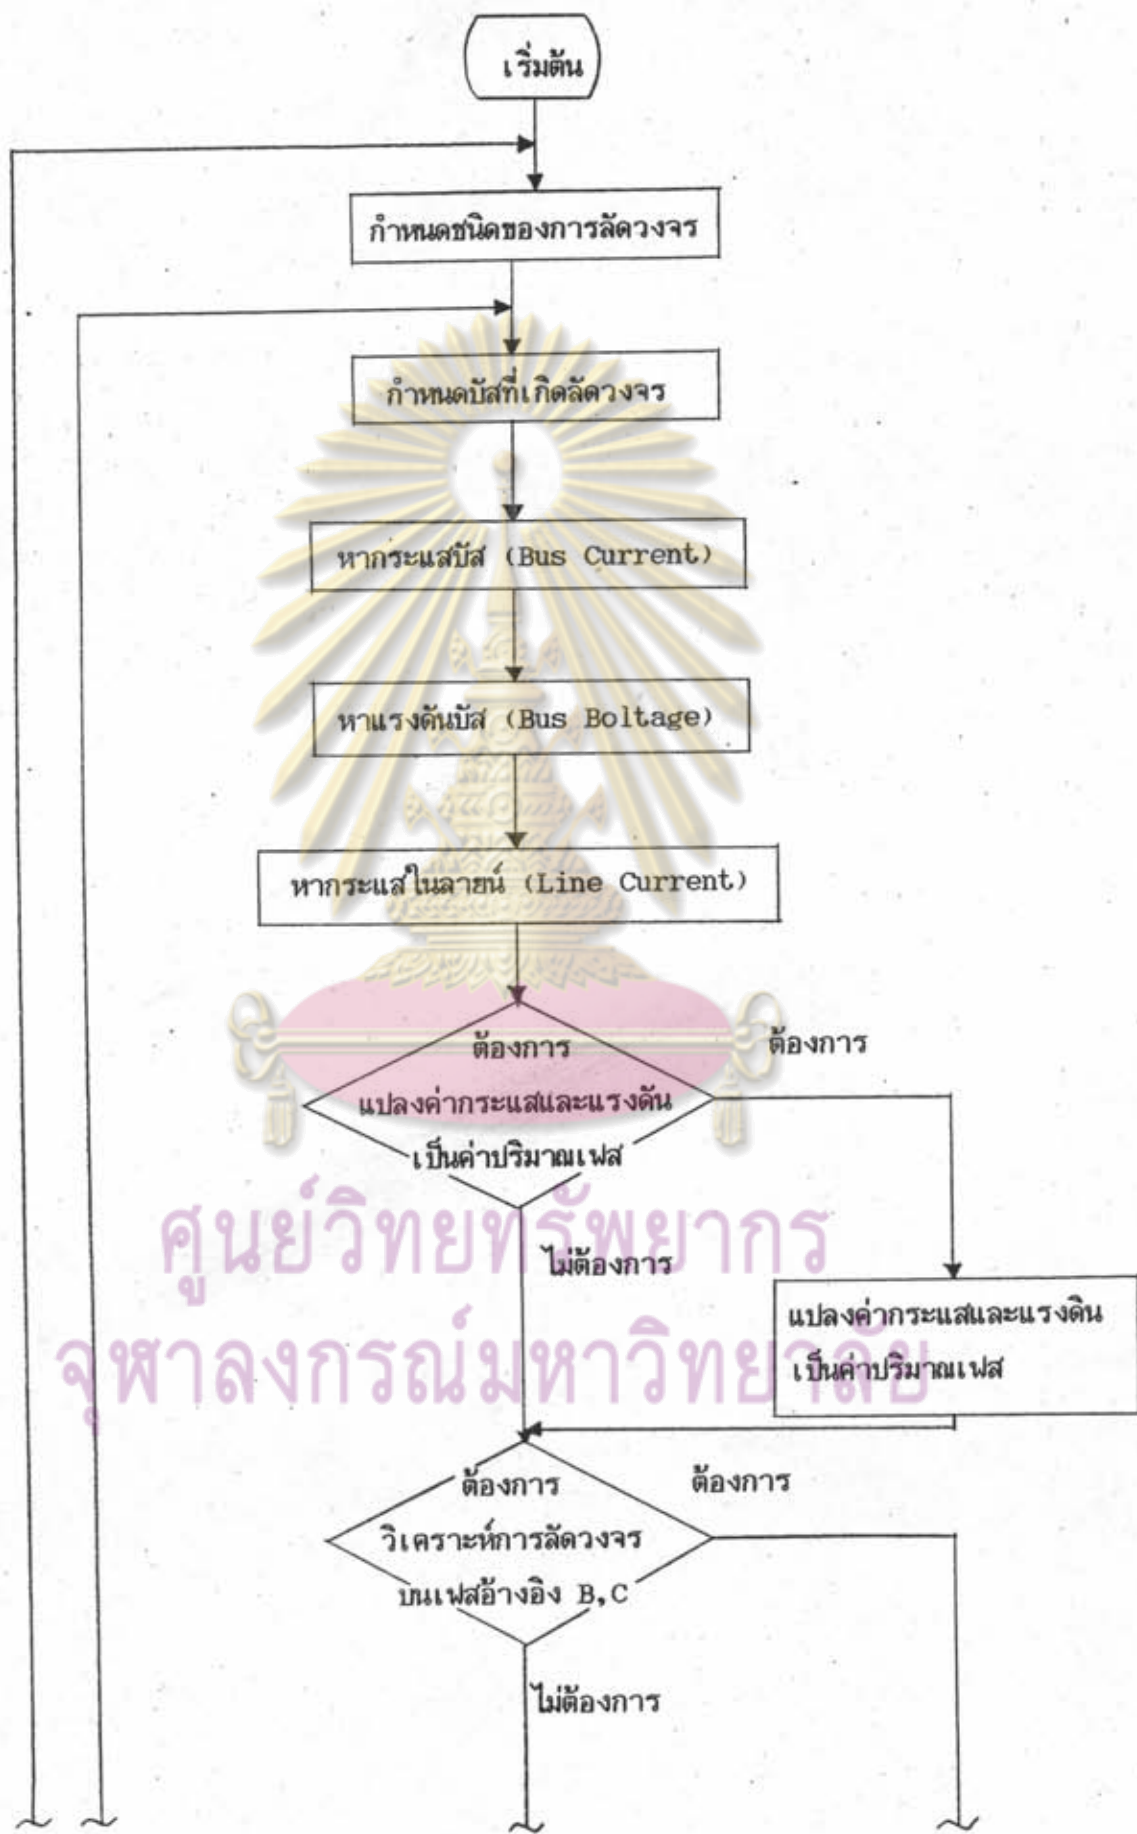 เริ่มต้น
กำหนดชนิดของการลัดวงจร
กำหนดบัสที่เกิดลัดวงจร
หากระแสบัส (Bus Current)
หาแรงดันบัส (Bus Boltage)
หากระแสในลายน์ (Line Current)
ต้องการ
แปลงค่ากระแสและแรงดัน
เป็นค่าปริมาณเฟส
ต้องการ
ไม่ต้องการ
แปลงค่ากระแสและแรงดิน
เป็นค่าปริมาณเฟส
ต้องการ
วิเคราะห์การลัดวงจร
บนเฟสอ้างอิง B,C
ต้องการ
ไม่ต้องการ
ศูนย์วิทยทรัพยากร
จุฬาลงกรณ์มหาวิทยาลัย